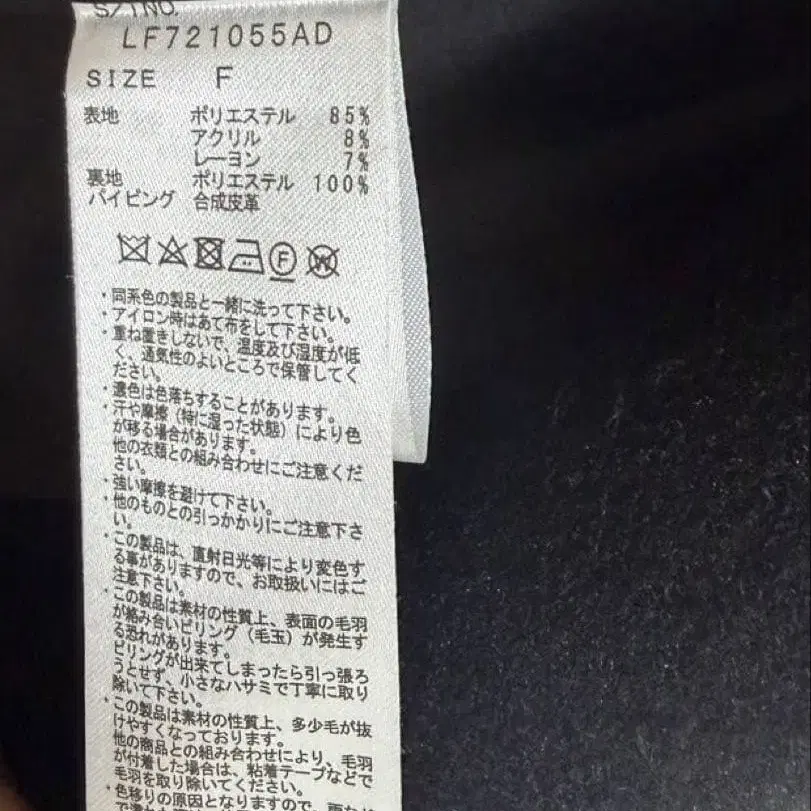 S/TNO.
LF721055AD
SIZE F
表地 ポリエステル 85%
アクリル 8%
レーヨン 7%
裏地 ポリエステル 100%
パイピング 合成皮革
F
W
・同系色の製品と一緒に洗って下さい。
・アイロン時はあて布をして下さい。
・重ね置きしないで、温度及び湿度が低
く、通気性のよいところで保管してく
ださい。
・濃色は色落ちすることがあります。
・汗や摩擦(特に湿った状態)により色
が移る場合があります。
他の衣類との組み合わせにご注意くだ
さい。
・強い摩擦を避けて下さい。
・他のものとの引っかかりにご注意下さ
い。
・この製品は、直射日光等により変色す
る事がありますので、お取扱いにはご
注意下さい。
・この製品は素材の性質上、表面の毛羽
が絡み合いピリング(毛玉)が発生す
る恐れがあります。
ピリングが出来てしまったら引っ張ろ
うとせず、小さなハサミで丁寧に取り
除いて下さい。
・この製品は素材の性質上、多少毛が抜
けやすくなっております。
他の商品との組み合わせにより、毛羽
が付着した場合は、粘着テープなどで
毛羽を取り除いてください。
・色移りの原因となりますので、雨など